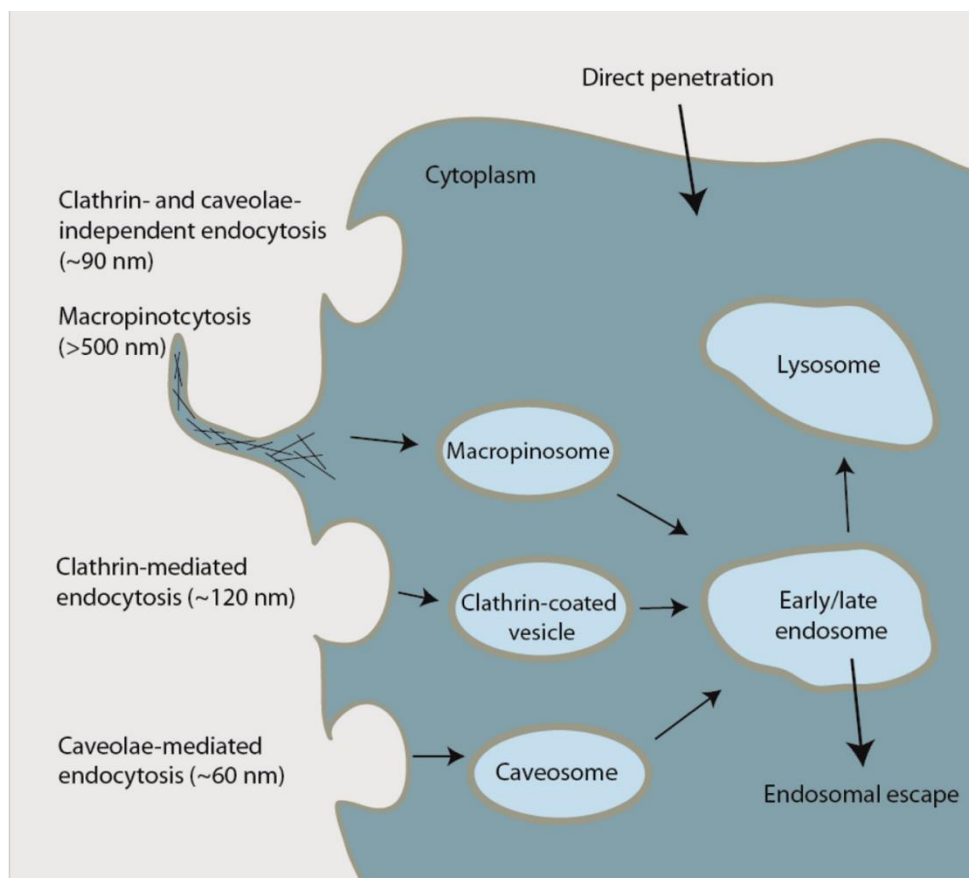 Direct penetration
Cytoplasm
Clathrin- and caveolae-
independent endocytosis
(~90 nm)
Macropinotcytosis
(>500 nm)
Lysosome
Macropinosome
Clathrin-mediated
endocytosis (~120 nm)
Clathrin-coated
vesicle
Early/late
endosome
Caveolae-mediated
endocytosis (~60 nm)
Caveosome
Endosomal escape